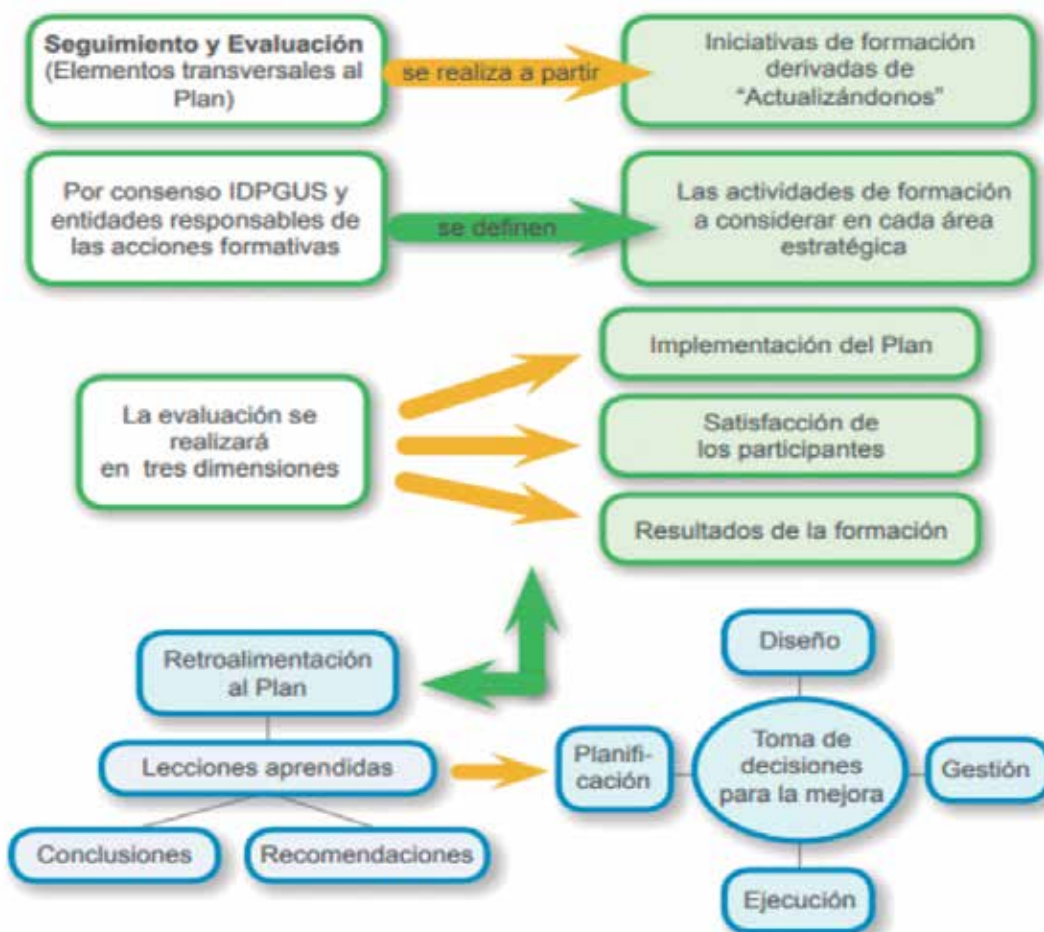 Seguimiento y Evaluación
(Elementos transversales al
Plan)
se realiza a partir
Iniciativas de formación
derivadas de
“Actualizándonos”
Por consenso IDPGUS y
entidades responsables de
las acciones formativas
se definen
Las actividades de formación
a considerar en cada área
estratégica
La evaluación se
realizará
en tres dimensiones
Implementación del Plan
Satisfacción de
los participantes
Resultados de la formación
Retroalimentación
al Plan
Lecciones aprendidas
Conclusiones
Recomendaciones
Diseño
Planifi-
cación
Toma de
decisiones
para la mejora
Gestión
Ejecución